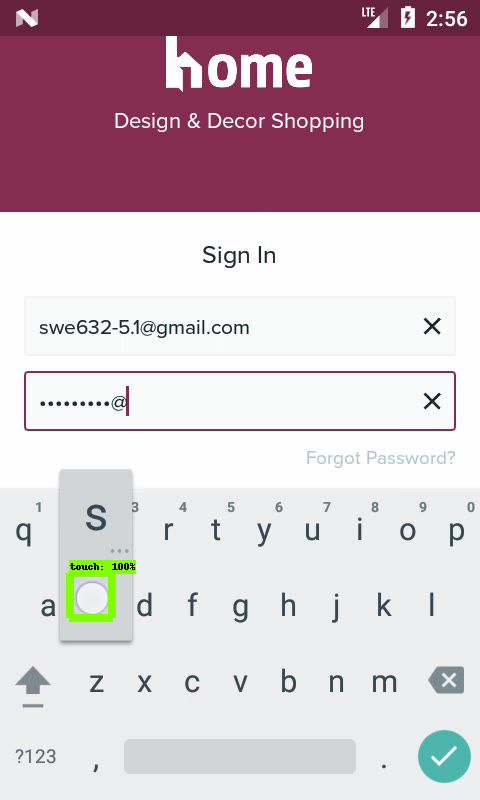 LTE 2:56
home
Design & Decor Shopping
Sign In
swe632-5.1@gmail.com
•••••••••@
Forgot Password?
1 3 4 5 6 7 8 9 0
q r t y u i o p
s
touch: 100%
a d f g h j k l
z x c v b n m
?123 , .